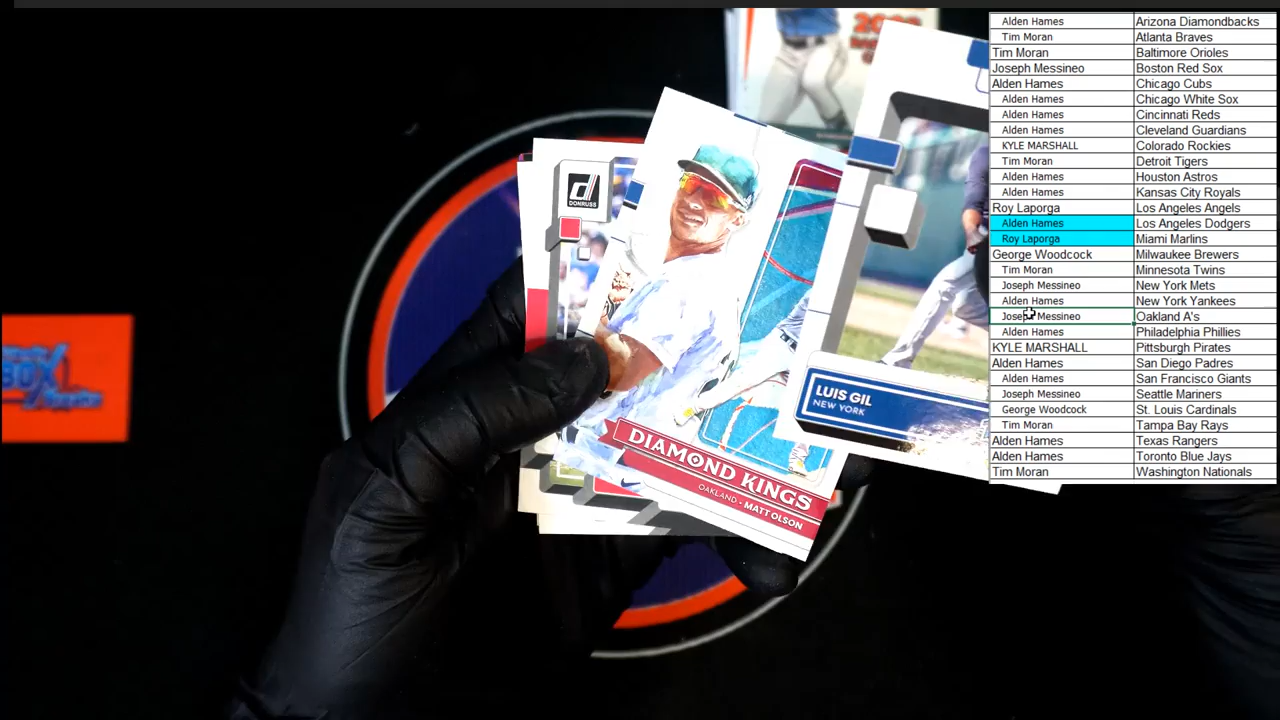 Alden Hames Arizona Diamondbacks
Tim Moran Atlanta Braves
Tim Moran Baltimore Orioles
Joseph Messineo Boston Red Sox
Alden Hames Chicago Cubs
Alden Hames Chicago White Sox
Alden Hames Cincinnati Reds
Alden Hames Cleveland Guardians
KYLE MARSHALL Colorado Rockies
Tim Moran Detroit Tigers
Alden Hames Houston Astros
Alden Hames Kansas City Royals
Roy Laporga Los Angeles Angels
Alden Hames Los Angeles Dodgers
Roy Laporga Miami Marlins
George Woodcock Milwaukee Brewers
Tim Moran Minnesota Twins
Joseph Messineo New York Mets
Alden Hames New York Yankees
Joseph Messineo Oakland A's
Alden Hames Philadelphia Phillies
KYLE MARSHALL Pittsburgh Pirates
Alden Hames San Diego Padres
Alden Hames San Francisco Giants
Joseph Messineo Seattle Mariners
George Woodcock St. Louis Cardinals
Tim Moran Tampa Bay Rays
Alden Hames Texas Rangers
Alden Hames Toronto Blue Jays
Tim Moran Washington Nationals
d
DONRUSS
DIAMOND KINGS
OAKLAND - MATT OLSON
LUIS GIL
NEW YORK
BOX